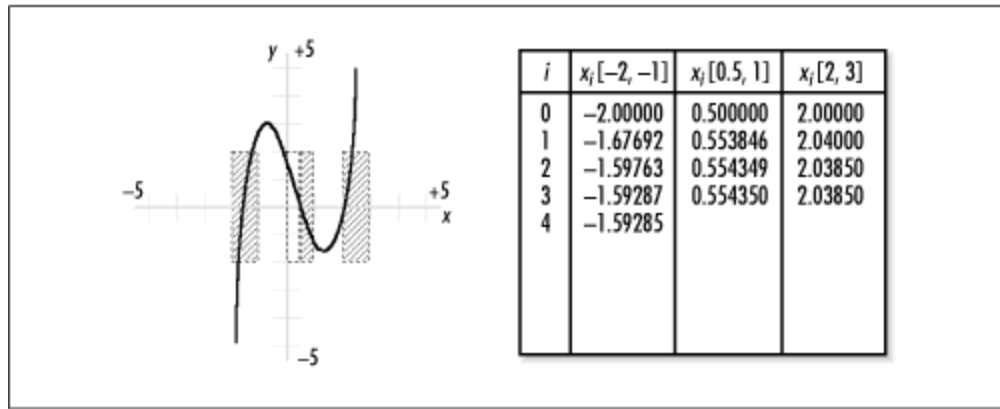 y +5
−5
+5
x
−5
i x_i[−2, −1] x_i[0.5, 1] x_i[2, 3]
0 −2.00000 0.500000 2.00000
1 −1.67692 0.553846 2.04000
2 −1.59763 0.554349 2.03850
3 −1.59287 0.554350 2.03850
4 −1.59285